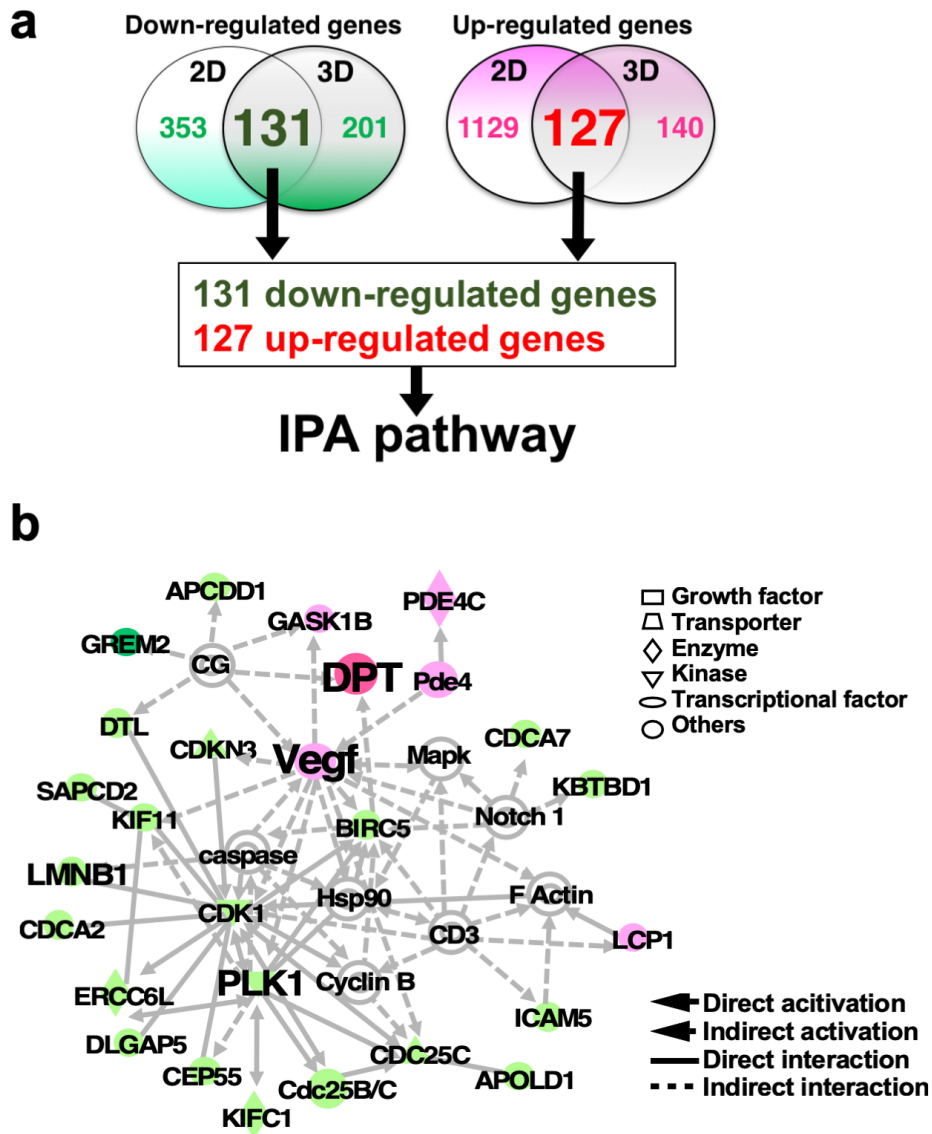 a
Down-regulated genes
Up-regulated genes
2D
3D
2D
3D
353
131
201
1129
127
140
131 down-regulated genes
127 up-regulated genes
IPA pathway
b
APCDD1
GASK1B
PDE4C
GREM2
CG
DPT
Pde4
DTL
CDKN3
Vegf
Mapk
CDCA7
SAPCD2
KIF11
BIRC5
Notch 1
KBTBD1
caspase
LMNB1
Hsp90
F Actin
CDCA2
CDK1
CD3
LCP1
PLK1
Cyclin B
ERCC6L
ICAM5
DLGAP5
CDC25C
CEP55
Cdc25B/C
APOLD1
KIFC1
Growth factor
Transporter
Enzyme
Kinase
Transcriptional factor
Others
Direct acitivation
Indirect activation
Direct interaction
Indirect interaction